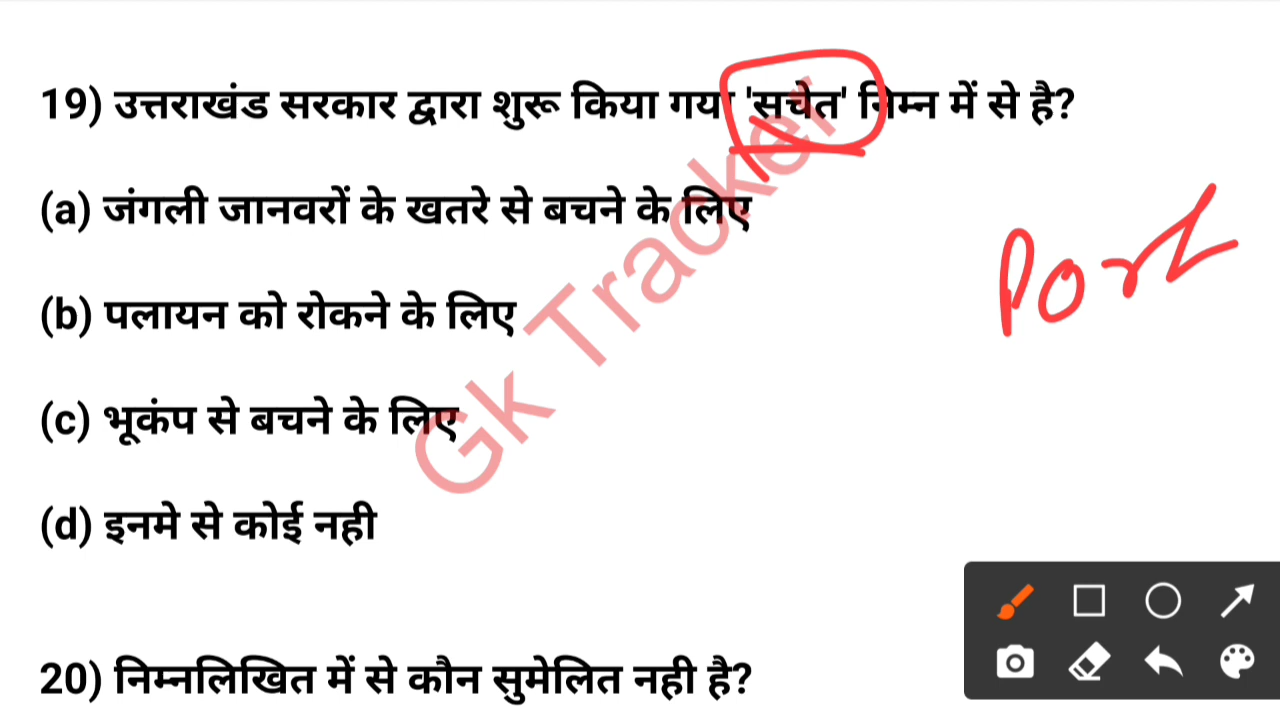 19) उत्तराखंड सरकार द्वारा शुरू किया गया 'सचेत' निम्न में से है?
(a) जंगली जानवरों के खतरे से बचने के लिए
Port
(b) पलायन को रोकने के लिए
Gk Tracker
(c) भूकंप से बचने के लिए
(d) इनमे से कोई नही
20) निम्नलिखित में से कौन सुमेलित नही है?